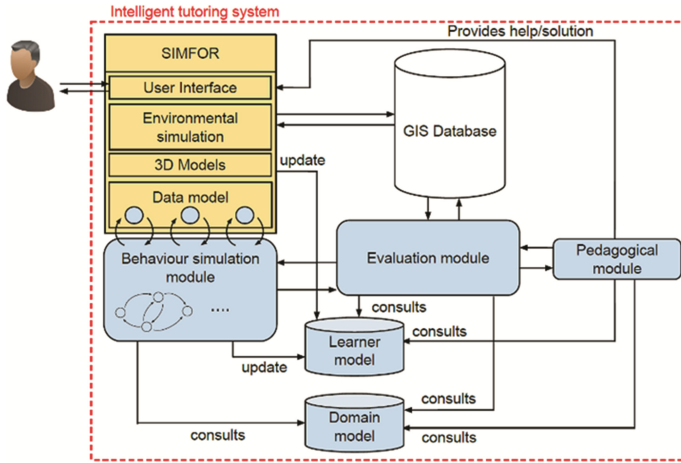 Intelligent tutoring system
SIMFOR
User Interface
Environmental
simulation
3D Models
Data model
Behaviour simulation
module
....
Provides help/solution
GIS Database
update
Evaluation module
Pedagogical
module
consults
Learner
model
consults
update
Domain
model
consults
consults
consults